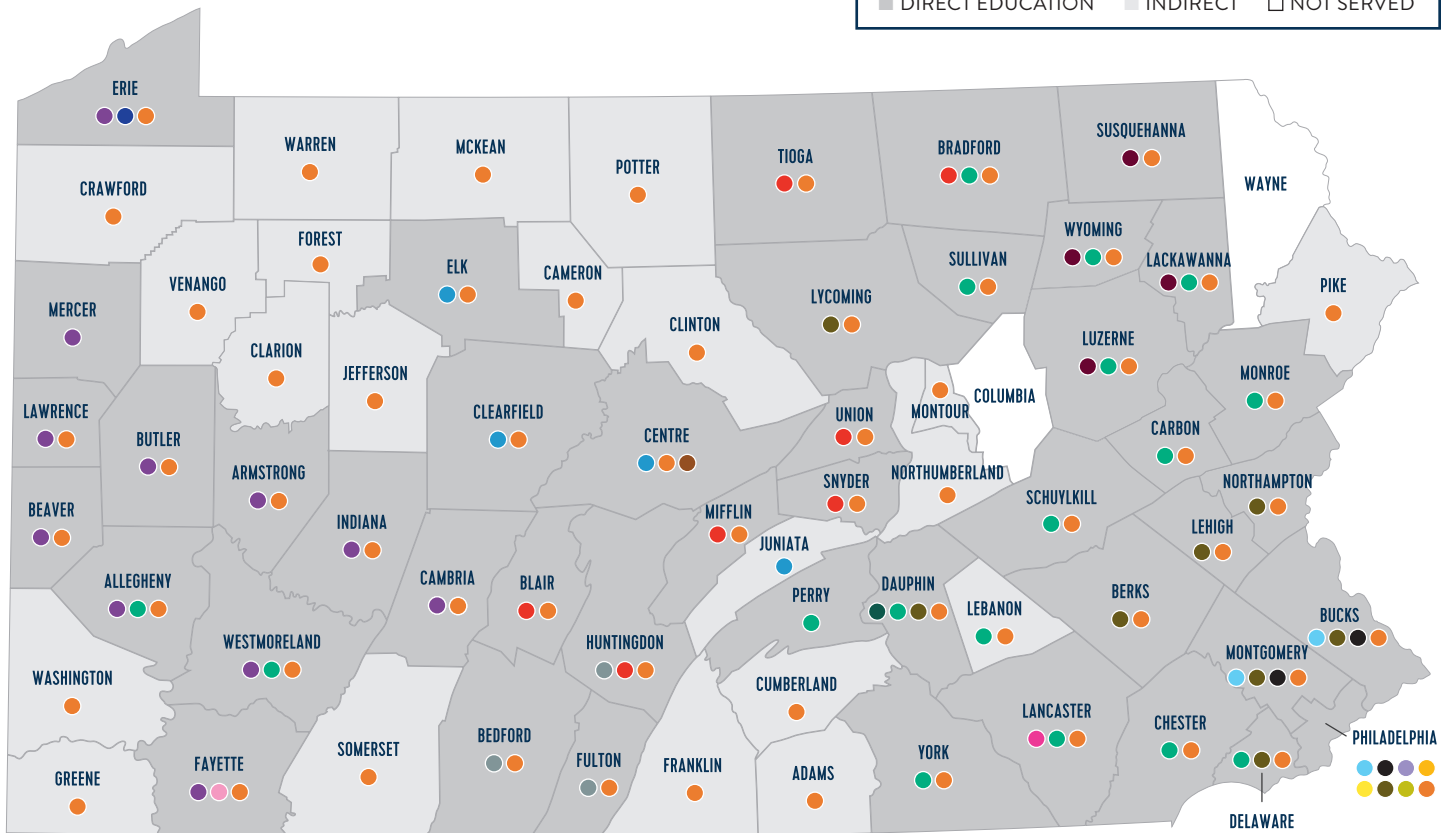 DIRECT EDUCATION INDIRECT NOT SERVED
ERIE
WARREN
MCKEAN
POTTER
TIOGA
BRADFORD
SUSQUEHANNA
WAYNE
CRAWFORD
FOREST
ELK
CAMERON
VENANGO
MERCER
CLARION
JEFFERSON
CLINTON
LYCOMING
SULLIVAN
WYOMING
LACKAWANNA
PIKE
LUZERNE
MONROE
LAWRENCE
BUTLER
ARMSTRONG
CLEARFIELD
CENTRE
UNION
MONTOUR
COLUMBIA
CARBON
BEAVER
INDIANA
MIFFLIN
SNYDER
NORTHUMBERLAND
SCHUYLKILL
NORTHAMPTON
LEHIGH
JUNIATA
ALLEGHENY
CAMBRIA
BLAIR
PERRY
DAUPHIN
LEBANON
BERKS
BUCKS
WESTMORELAND
HUNTINGDON
MONTGOMERY
WASHINGTON
CUMBERLAND
LANCASTER
CHESTER
PHILADELPHIA
GREENE
FAYETTE
SOMERSET
BEDFORD
FULTON
FRANKLIN
ADAMS
YORK
DELAWARE